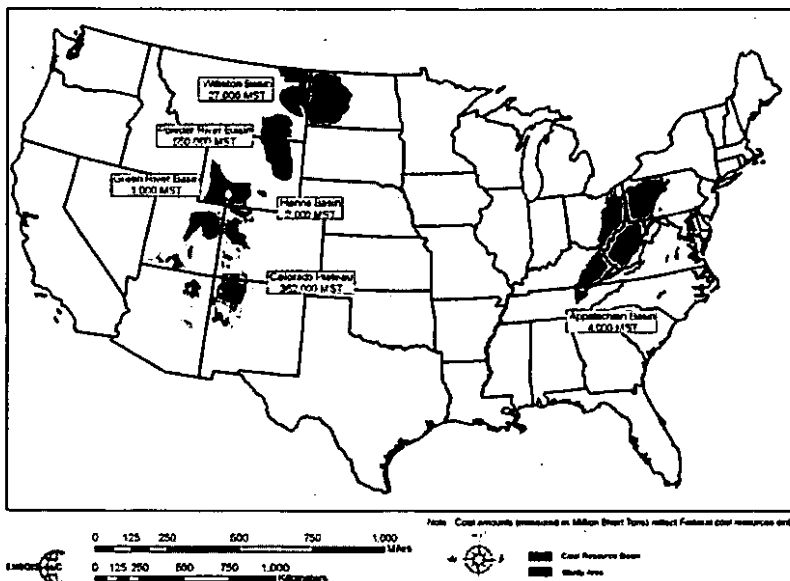 Williston Basin
27,000 MST
Powder River Basin
550,000 MST
Green River Basin
1,000 MST
Hanna Basin
2,000 MST
Colorado Plateau
362,000 MST
Appalachian Basin
4,000 MST
Note: Coal amounts (measured in Million Short Tons) reflect Federal coal resources only
0 125 250 500 750 1,000
Miles
0 125 250 500 750 1,000
Kilometers
Coal Resource Basin
Study Area